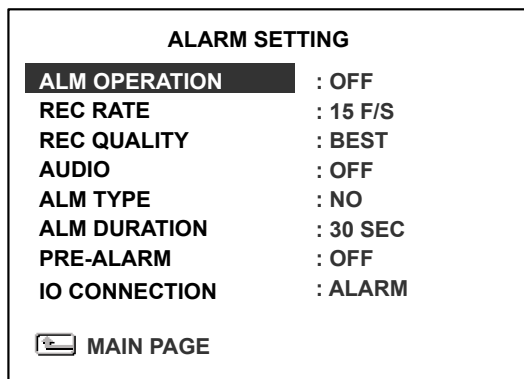 ALARM SETTING
ALM OPERATION : OFF
REC RATE : 15 F/S
REC QUALITY : BEST
AUDIO : OFF
ALM TYPE : NO
ALM DURATION : 30 SEC
PRE-ALARM : OFF
IO CONNECTION : ALARM
MAIN PAGE